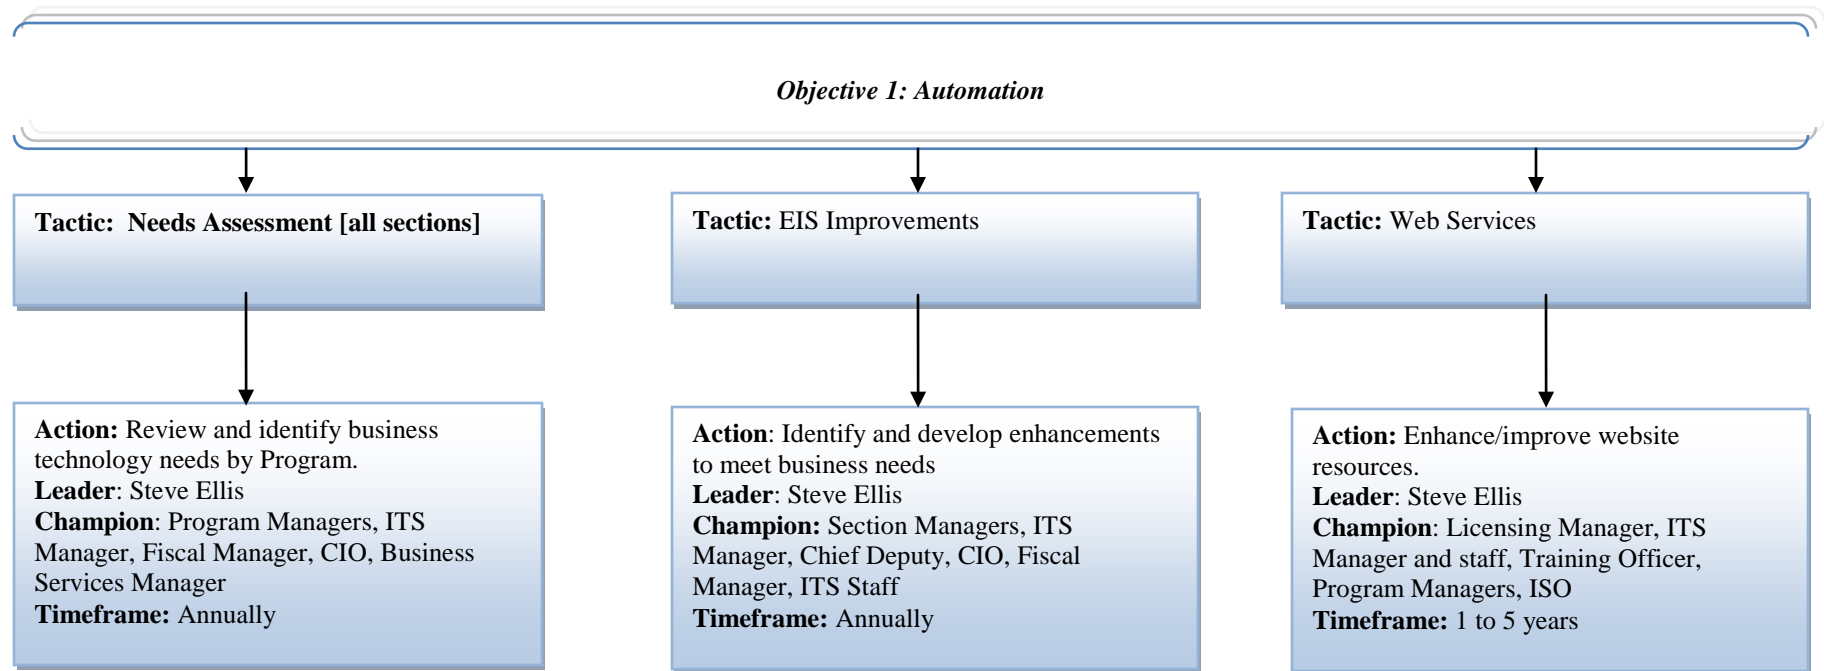 Objective 1: Automation
Tactic:  Needs Assessment [all sections]
Tactic: EIS Improvements
Tactic: Web Services
Action: Review and identify business
technology needs by Program.
Leader: Steve Ellis
Champion: Program Managers, ITS
Manager, Fiscal Manager, CIO, Business
Services Manager
Timeframe: Annually
Action: Identify and develop enhancements
to meet business needs
Leader: Steve Ellis
Champion: Section Managers, ITS
Manager, Chief Deputy, CIO, Fiscal
Manager, ITS Staff
Timeframe: Annually
Action: Enhance/improve website
resources.
Leader: Steve Ellis
Champion: Licensing Manager, ITS
Manager and staff, Training Officer,
Program Managers, ISO
Timeframe: 1 to 5 years